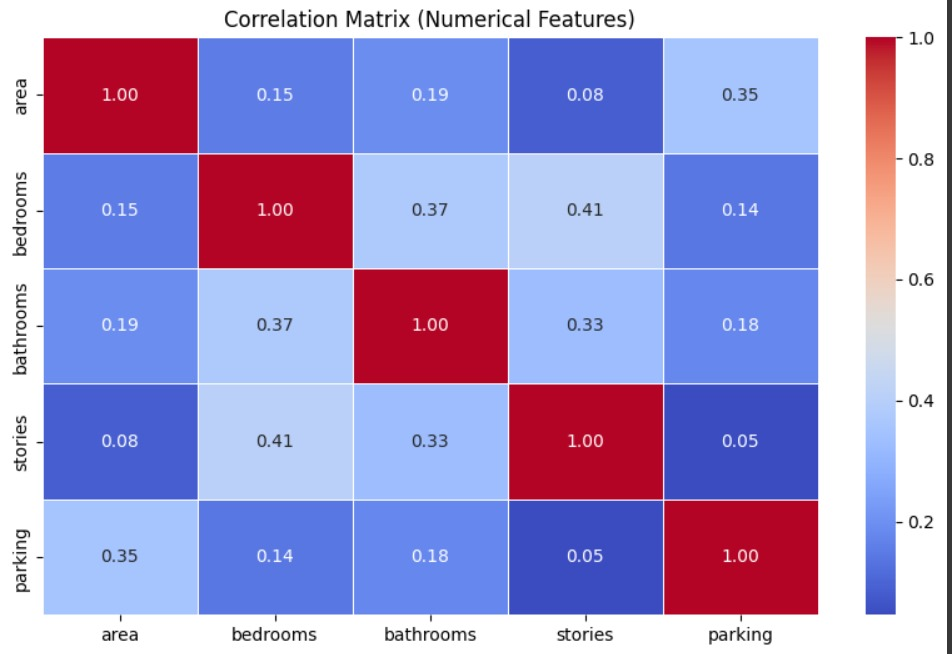 Correlation Matrix (Numerical Features)
area 1.00 0.15 0.19 0.08 0.35
bedrooms 0.15 1.00 0.37 0.41 0.14
bathrooms 0.19 0.37 1.00 0.33 0.18
stories 0.08 0.41 0.33 1.00 0.05
parking 0.35 0.14 0.18 0.05 1.00
area bedrooms bathrooms stories parking
1.0
0.8
0.6
0.4
0.2